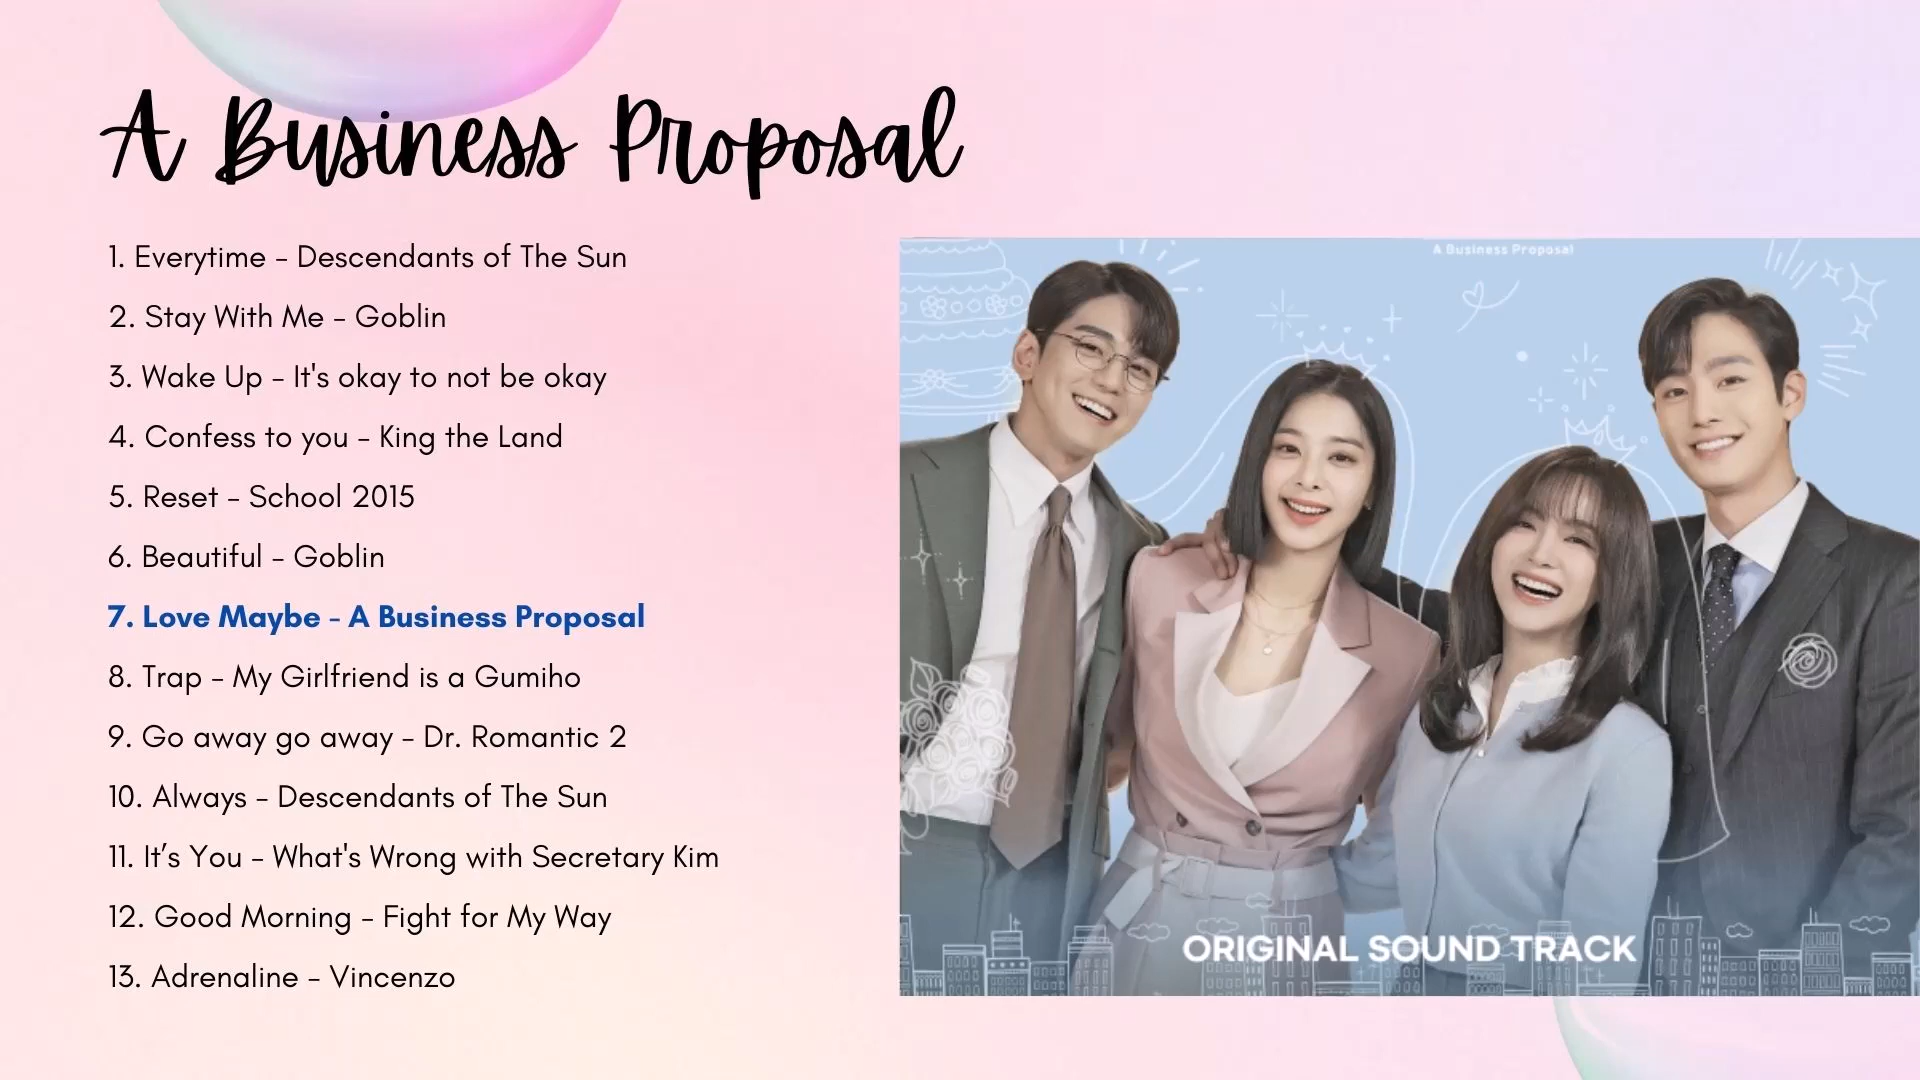 A Business Proposal
1. Everytime - Descendants of The Sun
2. Stay With Me - Goblin
3. Wake Up - It's okay to not be okay
4. Confess to you - King the Land
5. Reset - School 2015
6. Beautiful - Goblin
7. Love Maybe - A Business Proposal
8. Trap - My Girlfriend is a Gumiho
9. Go away go away - Dr. Romantic 2
10. Always - Descendants of The Sun
11. It’s You - What's Wrong with Secretary Kim
12. Good Morning - Fight for My Way
13. Adrenaline - Vincenzo
A Business Proposal
ORIGINAL SOUND TRACK